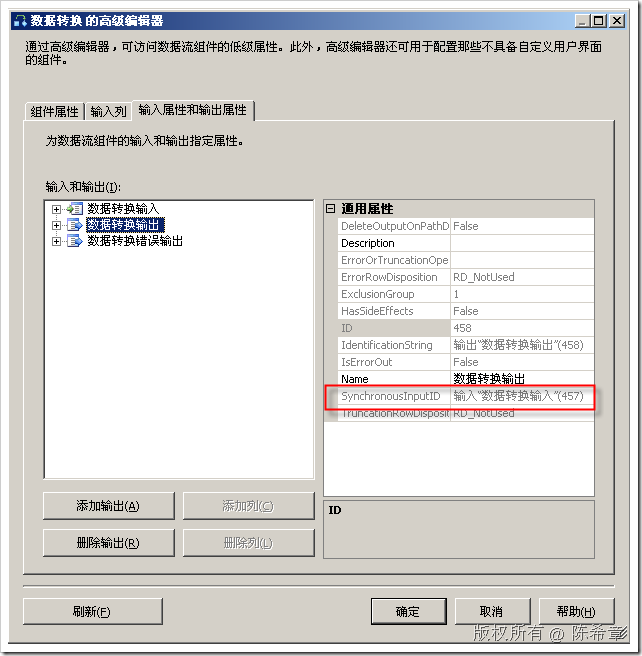 数据转换 的高级编辑器
通过高级编辑器，可访问数据流组件的低级属性。此外，高级编辑器还可用于配置那些不具备自定义用户界面
的组件。
组件属性 输入列 输入属性和输出属性
为数据流组件的输入和输出指定属性。
输入和输出(I):
数据转换输入
数据转换输出
数据转换错误输出
通用属性
DeleteOutputOnPathD False
Description
ErrorOrTruncationOpe
ErrorRowDisposition RD_NotUsed
ExclusionGroup 1
HasSideEffects False
ID 458
IdentificationString 输出"数据转换输出"(458)
IsErrorOut False
Name 数据转换输出
SynchronousInputID 输入"数据转换输入"(457)
TruncationRowDisposit RD_NotUsed
ID
添加输出(A) 添加列(C)
删除输出(R) 删除列(L)
刷新(F) 确定 取消 帮助(H)
版权所有 @ 陈希章